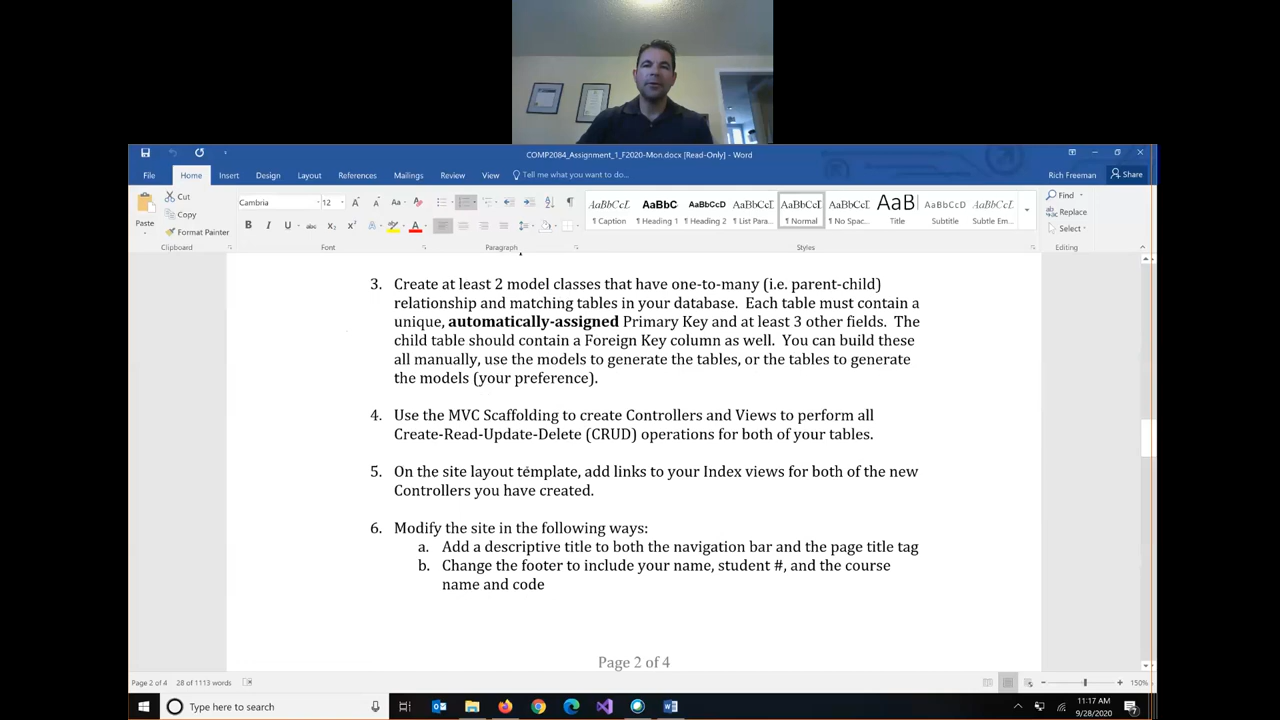 COMP2084_Assignment_1_F2020-Mon.docx [Read-Only] - Word
File Home Insert Design Layout References Mailings Review View Tell me what you want to do... Rich Freeman Share
Paste Cut Copy Format Painter
Clipboard
Cambria 12
Font
Paragraph
AaBbCcL ¶ Caption
AaBbC ¶ Heading 1
AaBbCcD ¶ Heading 2
AaBbCcL ¶ List Para...
AaBbCcL ¶ Normal
AaBbCcL ¶ No Spac...
AaB Title
AaBbCcD Subtitle
AaBbCcL Subtle Em...
Styles
Find
Replace
Select
Editing
3. Create at least 2 model classes that have one-to-many (i.e. parent-child)
relationship and matching tables in your database. Each table must contain a
unique, automatically-assigned Primary Key and at least 3 other fields. The
child table should contain a Foreign Key column as well. You can build these
all manually, use the models to generate the tables, or the tables to generate
the models (your preference).
4. Use the MVC Scaffolding to create Controllers and Views to perform all
Create-Read-Update-Delete (CRUD) operations for both of your tables.
5. On the site layout template, add links to your Index views for both of the new
Controllers you have created.
6. Modify the site in the following ways:
a. Add a descriptive title to both the navigation bar and the page title tag
b. Change the footer to include your name, student #, and the course
name and code
Page 2 of 4
Page 2 of 4 28 of 1113 words 150%
Type here to search 11:17 AM
9/28/2020